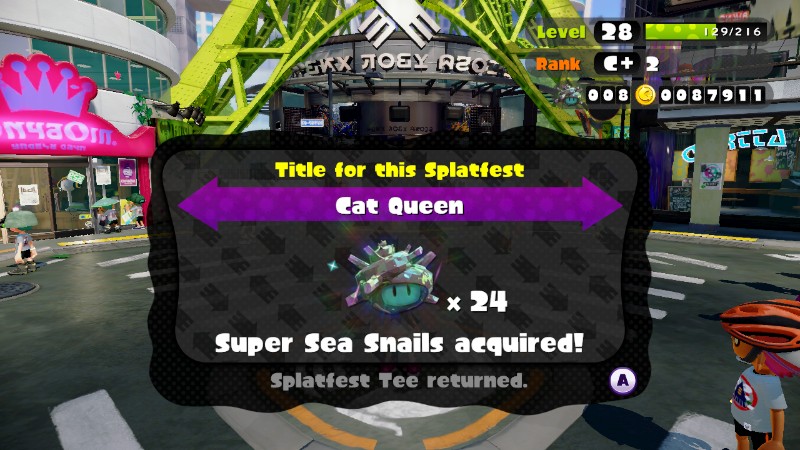 Level 28 129/216
Rank C+ 2
008 0087911
Title for this Splatfest
Cat Queen
× 24
Super Sea Snails acquired!
Splatfest Tee returned.
A